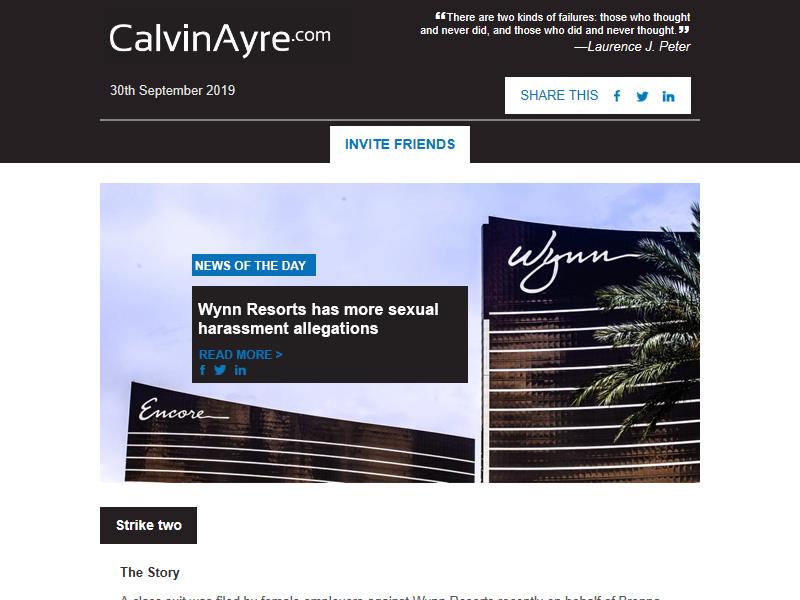 CalvinAyre.com
❝There are two kinds of failures: those who thought
and never did, and those who did and never thought.❞
—Laurence J. Peter
30th September 2019
SHARE THIS
INVITE FRIENDS
Wynn
NEWS OF THE DAY
Wynn Resorts has more sexual
harassment allegations
READ MORE >
Encore
Strike two
The Story
A class suit was filed by female employees against Wynn Resorts recently on behalf of Brenna